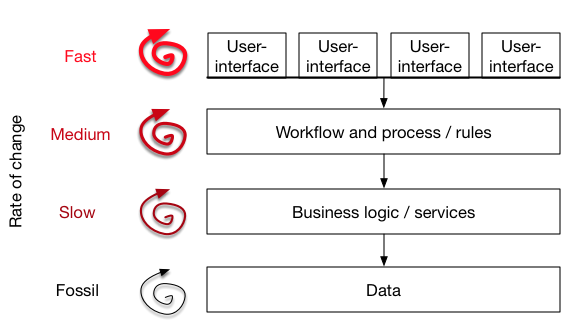 Rate of change
Fast
User-
interface
User-
interface
User-
interface
User-
interface
Medium
Workflow and process / rules
Slow
Business logic / services
Fossil
Data